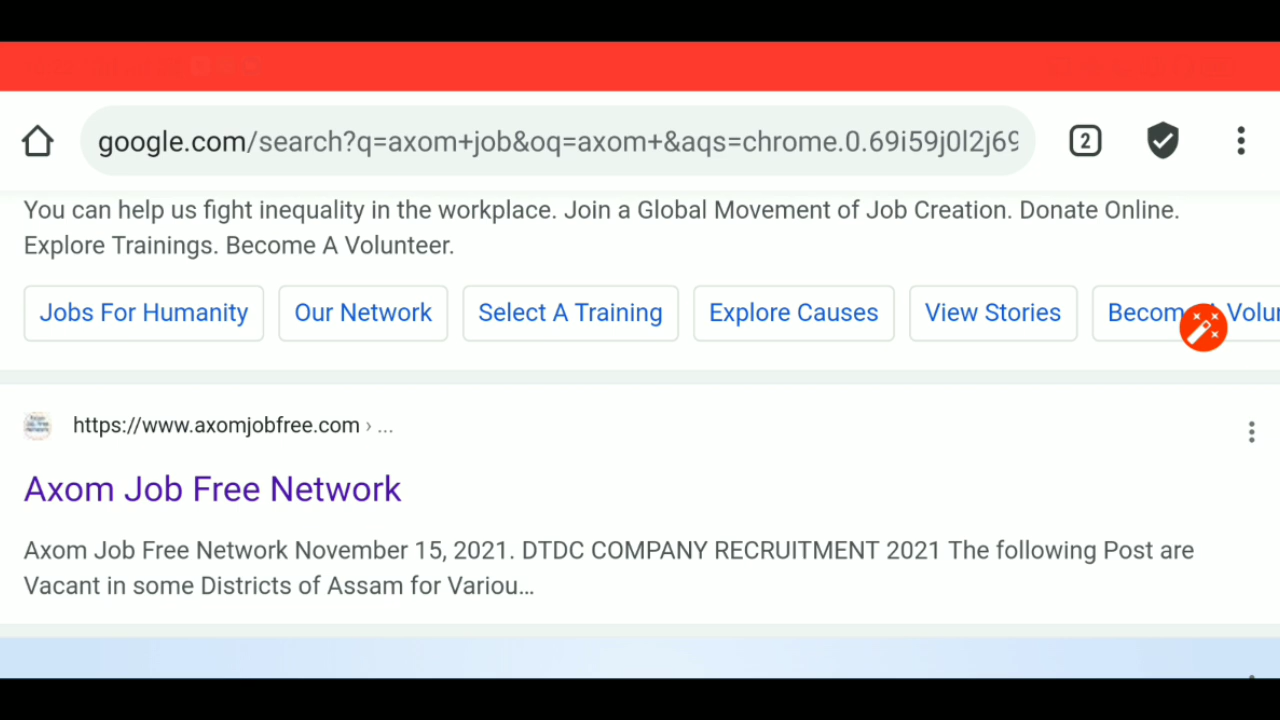 google.com/search?q=axom+job&oq=axom+&aqs=chrome.0.69i59j0l2j69
2
You can help us fight inequality in the workplace. Join a Global Movement of Job Creation. Donate Online.
Explore Trainings. Become A Volunteer.
Jobs For Humanity Our Network Select A Training Explore Causes View Stories
https://www.axomjobfree.com › ...
Axom Job Free Network
Axom Job Free Network November 15, 2021. DTDC COMPANY RECRUITMENT 2021 The following Post are
Vacant in some Districts of Assam for Variou...